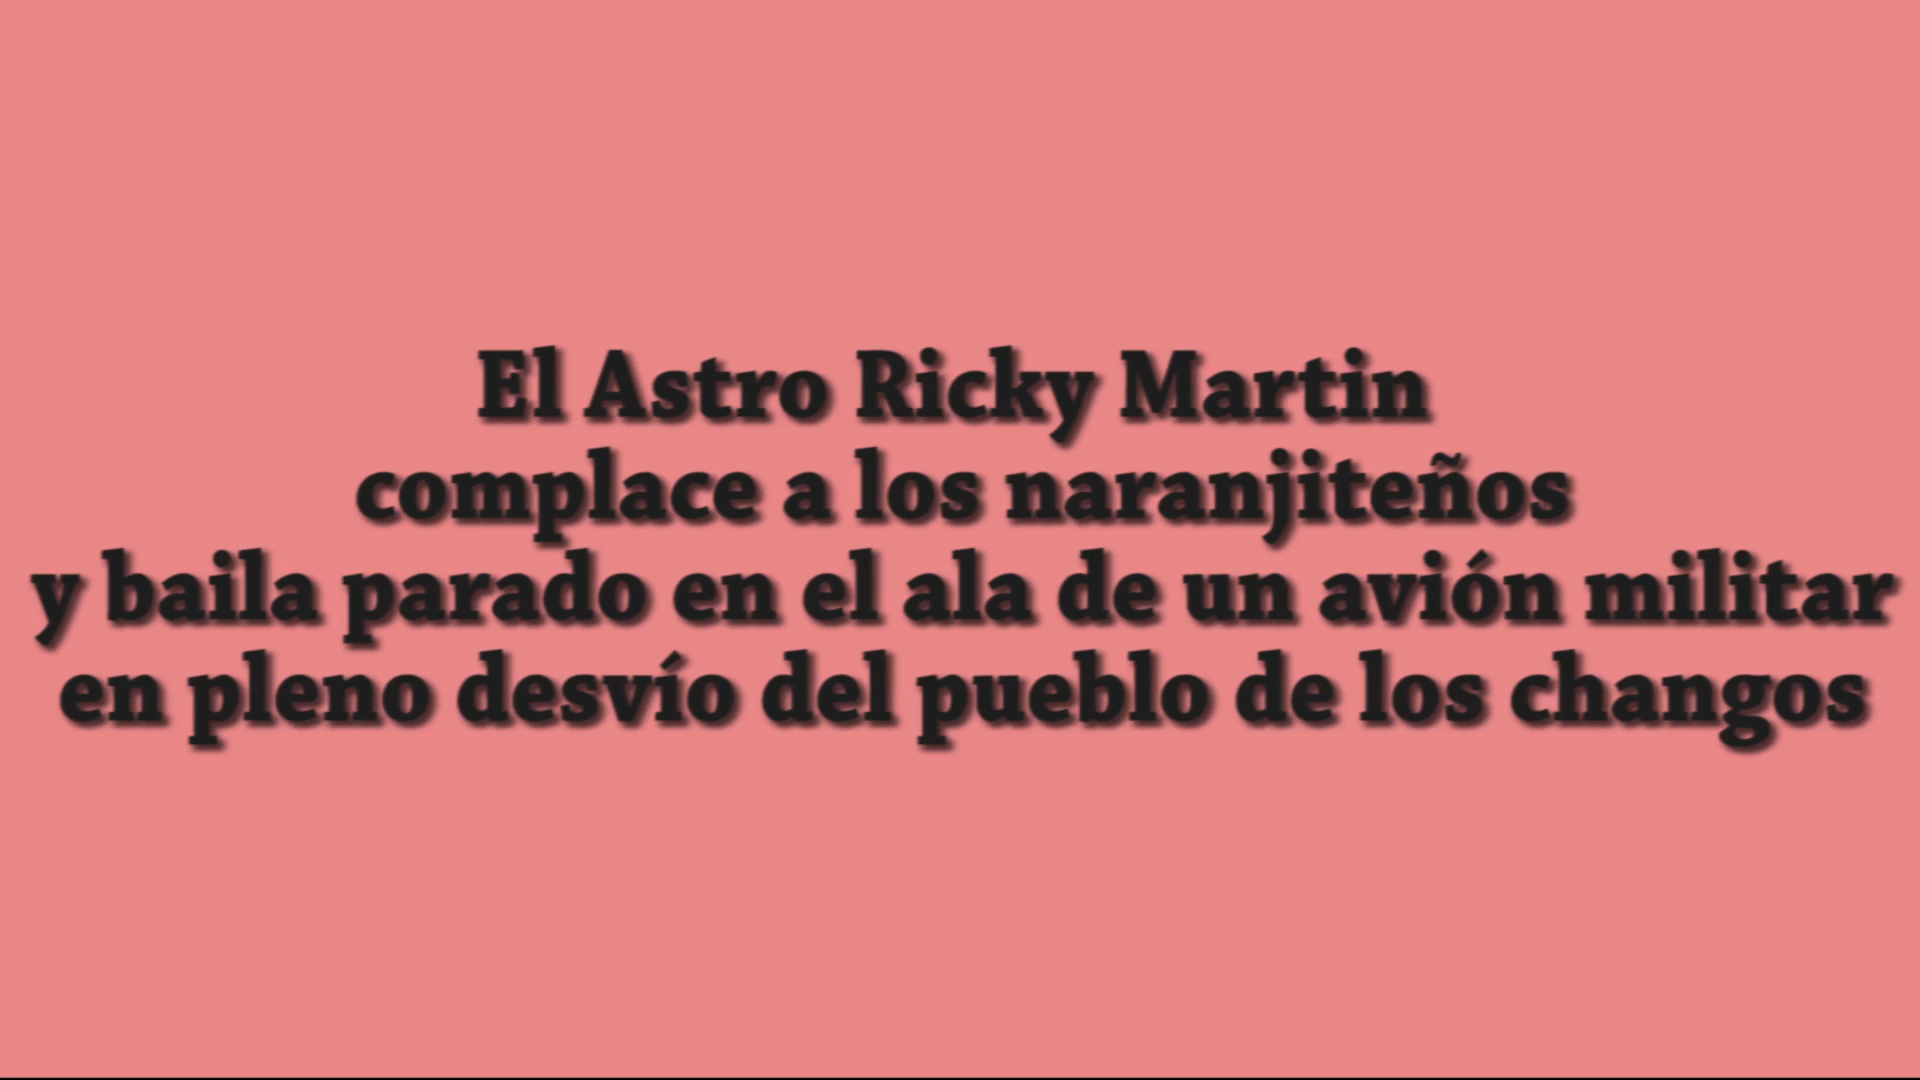 El Astro Ricky Martin
complace a los naranjiteños
y baila parado en el ala de un avión militar
en pleno desvío del pueblo de los changos